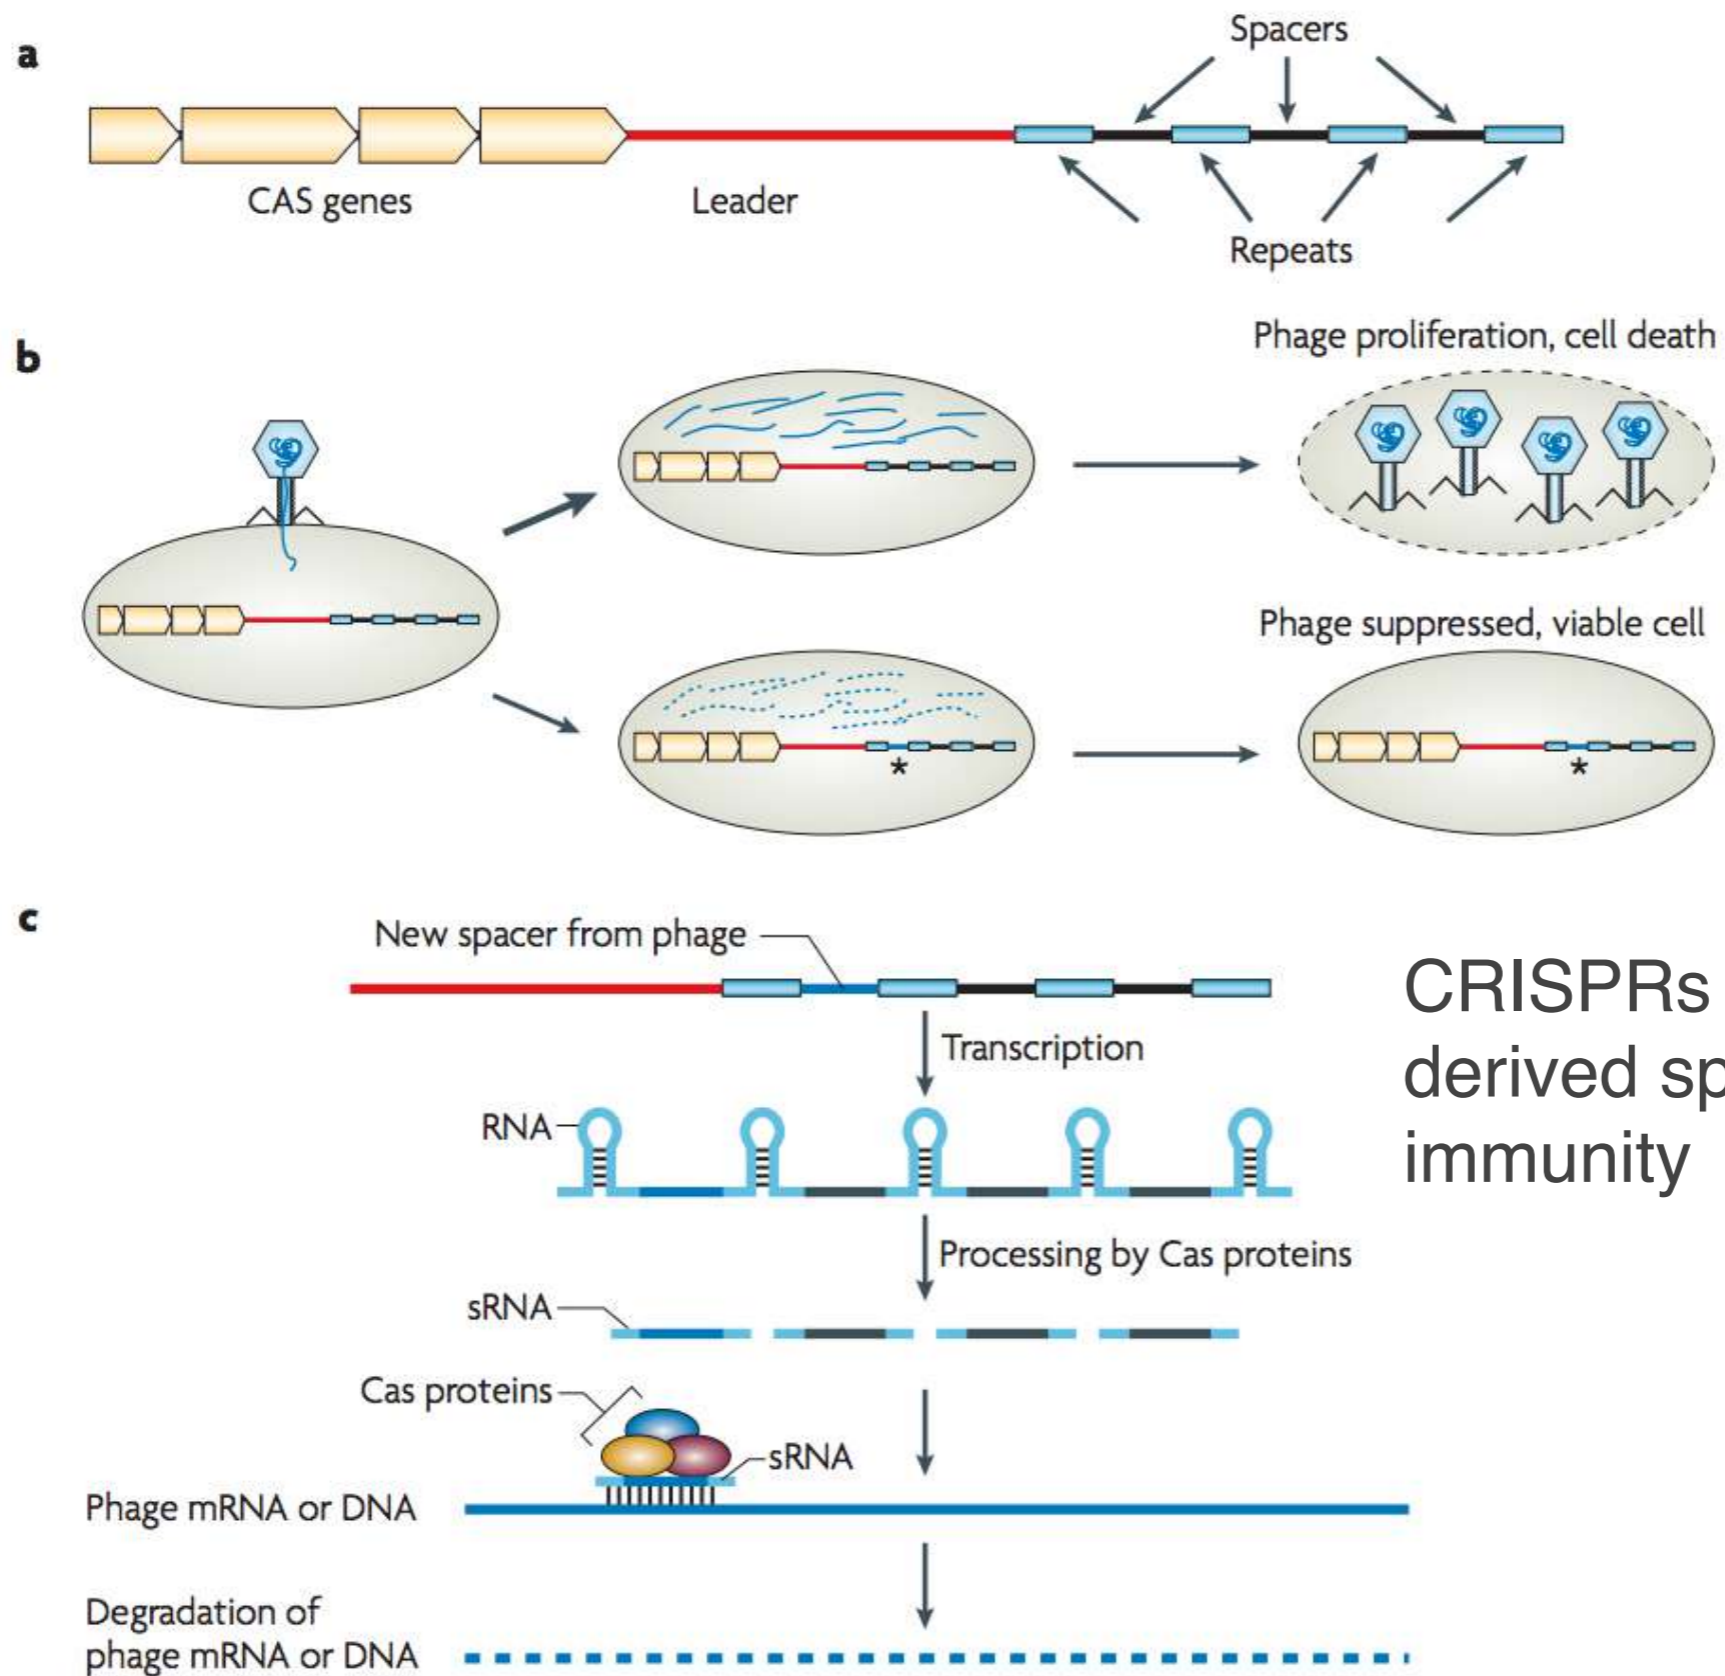 a
Spacers
CAS genes
Leader
Repeats
b
Phage proliferation, cell death
Phage suppressed, viable cell
*
*
c
New spacer from phage
Transcription
RNA
Processing by Cas proteins
sRNA
Cas proteins
sRNA
Phage mRNA or DNA
Degradation of
phage mRNA or DNA
CRISPRs
derived
immunity